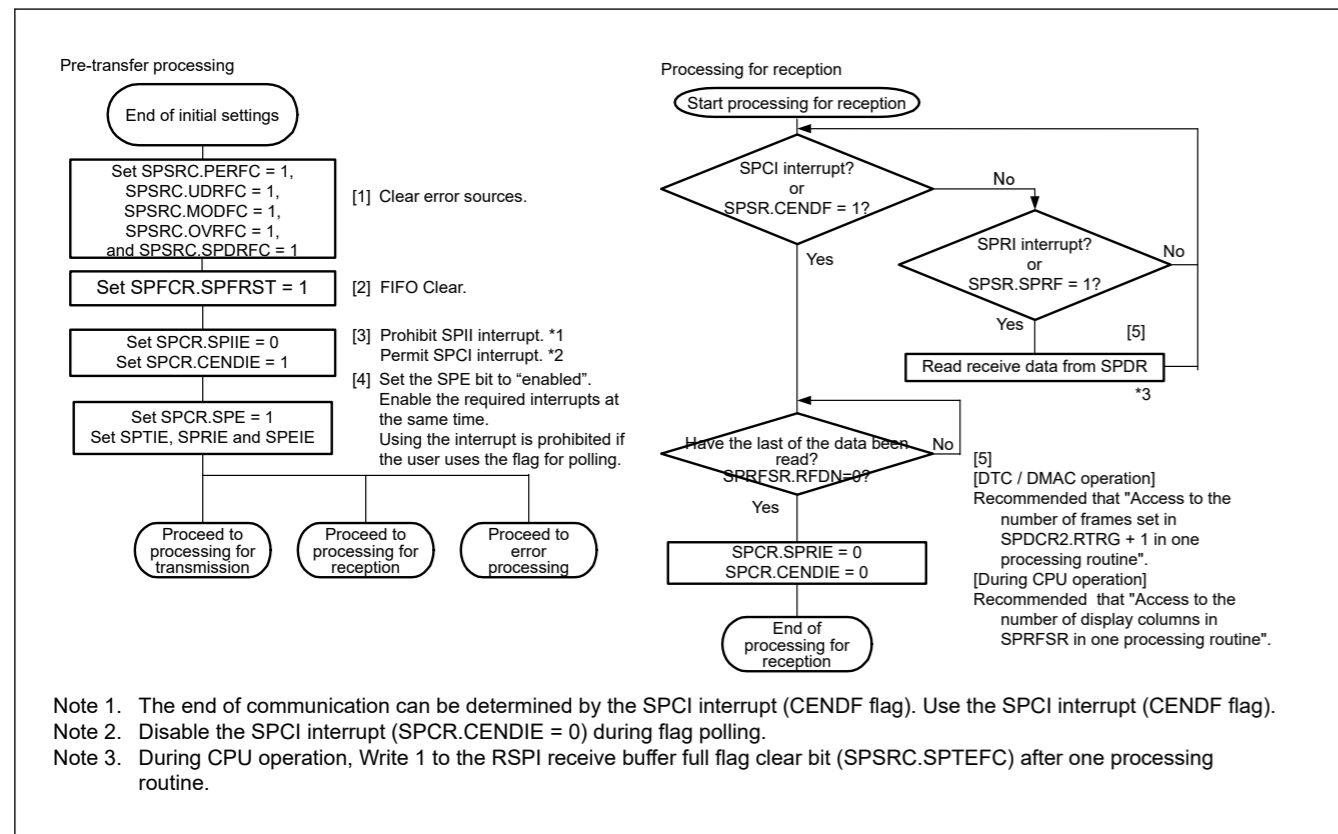 Pre-transfer processing
End of initial settings
Set SPSRC.PERFC = 1,
SPSRC.UDRFC = 1,
SPSRC.MODFC = 1,
SPSRC.OVRFC = 1,
and SPSRC.SPDRFC = 1
[1] Clear error sources.
Set SPFCR.SPFRST = 1
[2] FIFO Clear.
Set SPCR.SPIIE = 0
Set SPCR.CENDIE = 1
[3] Prohibit SPII interrupt. *1
Permit SPCI interrupt. *2
[4] Set the SPE bit to “enabled”.
Enable the required interrupts at
the same time.
Using the interrupt is prohibited if
the user uses the flag for polling.
Set SPCR.SPE = 1
Set SPTIE, SPRIE and SPEIE
Proceed to
processing for
transmission
Proceed to
processing for
reception
Proceed to
error
processing
Processing for reception
Start processing for reception
SPCI interrupt?
or
SPSR.CENDF = 1?
No
Yes
SPRI interrupt?
or
SPSR.SPRF = 1?
No
Yes
[5]
Read receive data from SPDR
*3
Have the last of the data been
read?
SPRFSR.RFDN=0?
No
Yes
SPCR.SPRIE = 0
SPCR.CENDIE = 0
End of
processing for
reception
[5]
[DTC / DMAC operation]
Recommended that "Access to the
number of frames set in
SPDCR2.RTRG + 1 in one
processing routine".
[During CPU operation]
Recommended that "Access to the
number of display columns in
SPRFSR in one processing routine".
Note 1. The end of communication can be determined by the SPCI interrupt (CENDF flag). Use the SPCI interrupt (CENDF flag).
Note 2. Disable the SPCI interrupt (SPCR.CENDIE = 0) during flag polling.
Note 3. During CPU operation, Write 1 to the RSPI receive buffer full flag clear bit (SPSRC.SPTEFC) after one processing
routine.